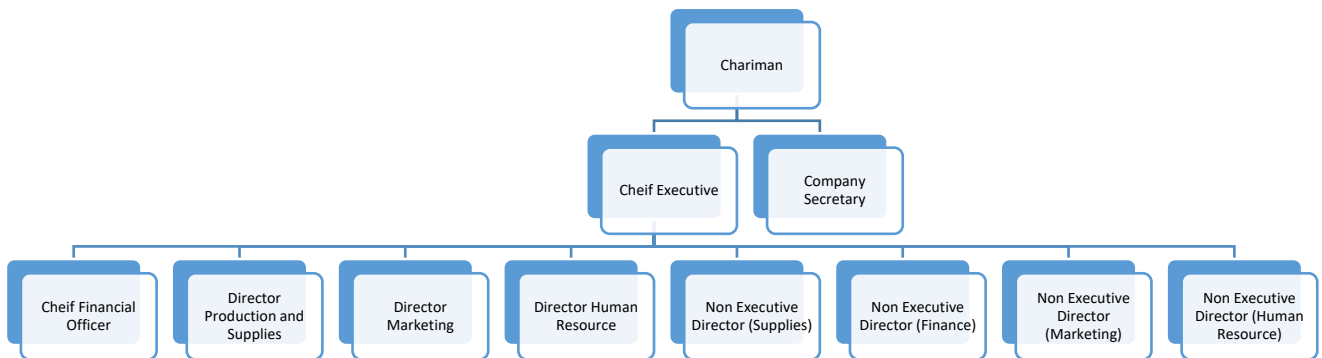 Chariman
Cheif Executive
Company
Secretary
Cheif Financial
Officer
Director
Production and
Supplies
Director
Marketing
Director Human
Resource
Non Executive
Director (Supplies)
Non Executive
Director (Finance)
Non Executive
Director
(Marketing)
Non Executive
Director (Human
Resource)